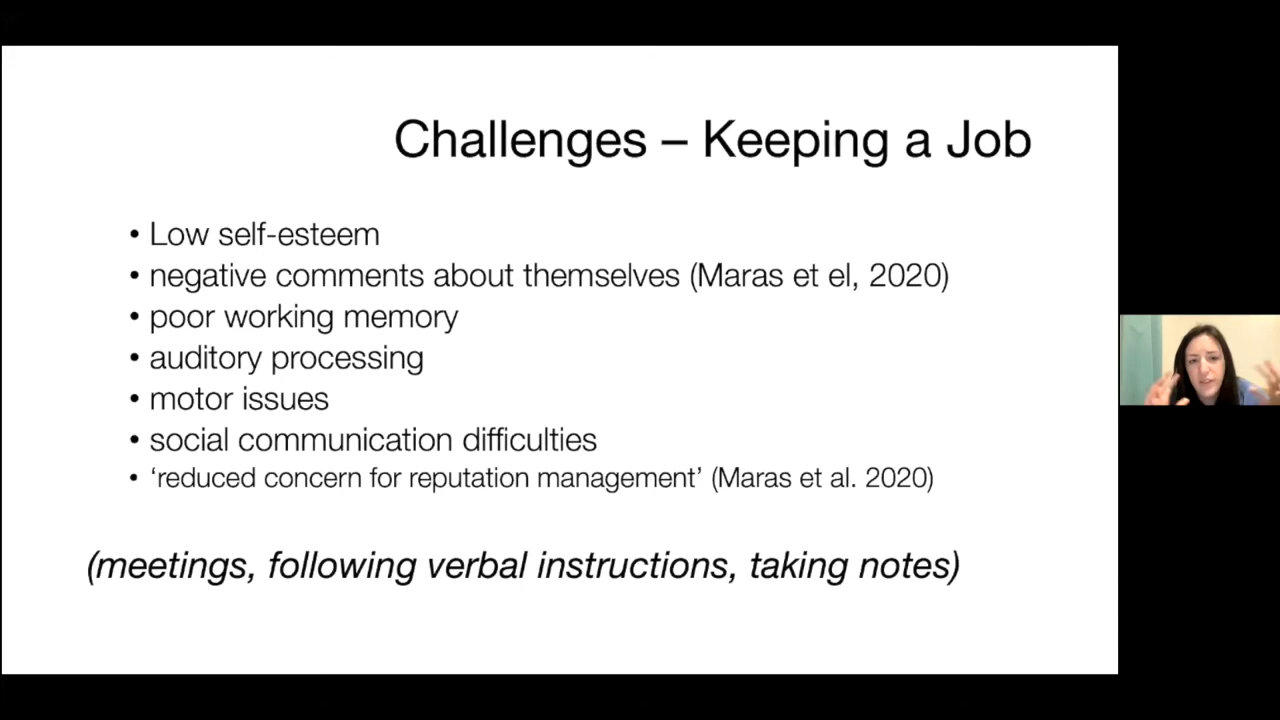 Challenges – Keeping a Job
• Low self-esteem
• negative comments about themselves (Maras et el, 2020)
• poor working memory
• auditory processing
• motor issues
• social communication difficulties
• ‘reduced concern for reputation management’ (Maras et al. 2020)
(meetings, following verbal instructions, taking notes)